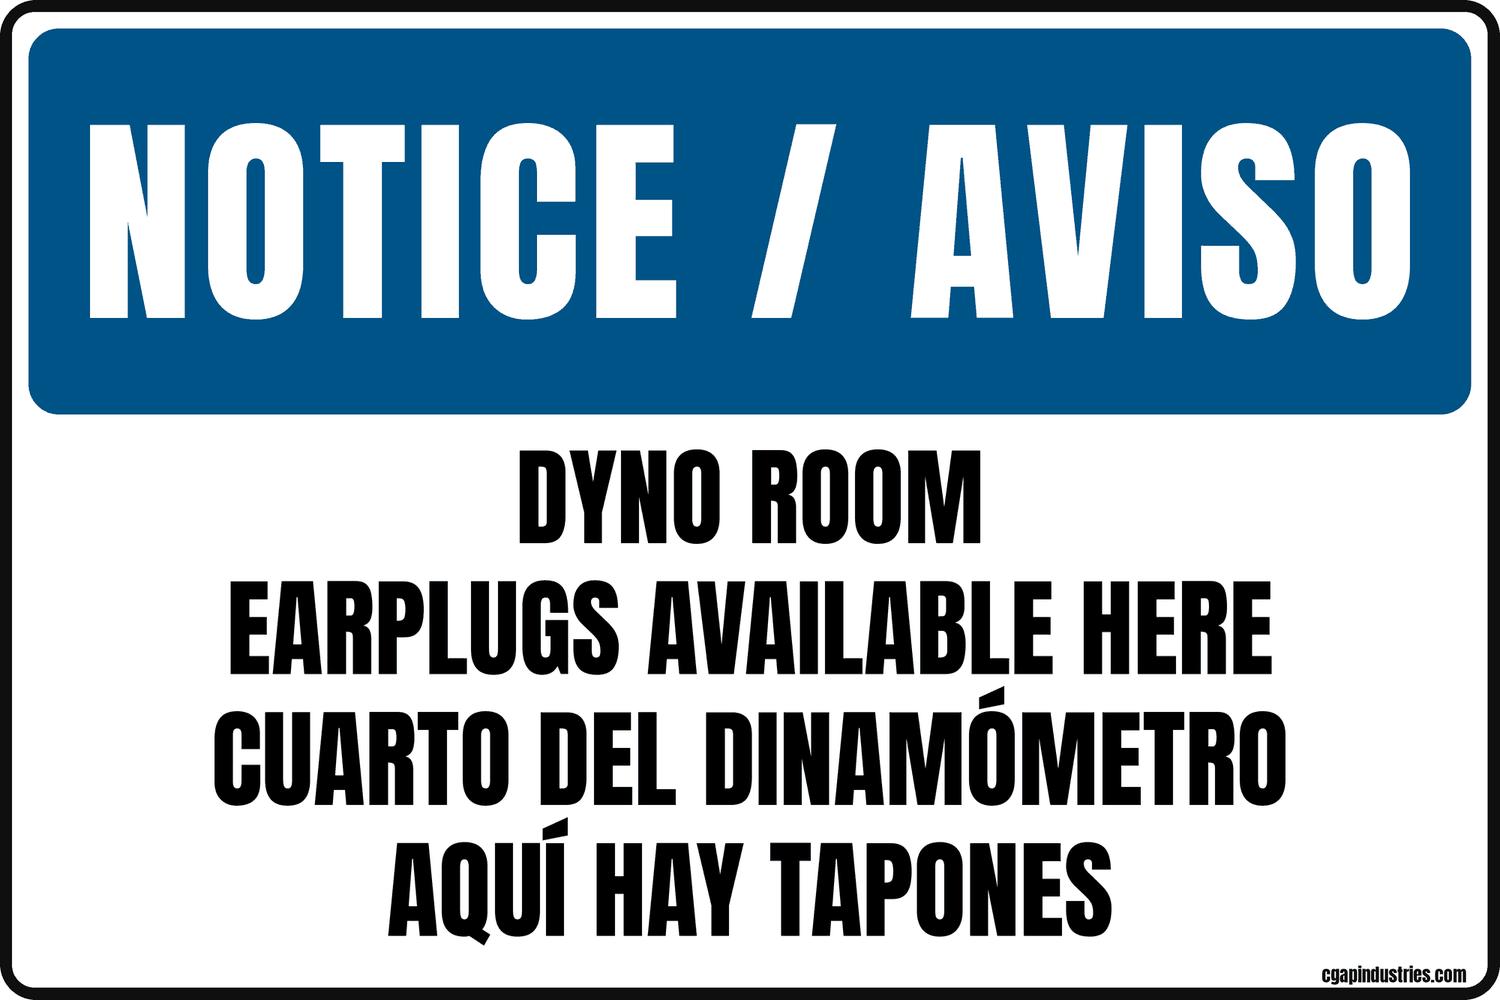 NOTICE / AVISO
DYNO ROOM
EARPLUGS AVAILABLE HERE
CUARTO DEL DINAMÓMETRO
AQUÍ HAY TAPONES
cgapindustries.com